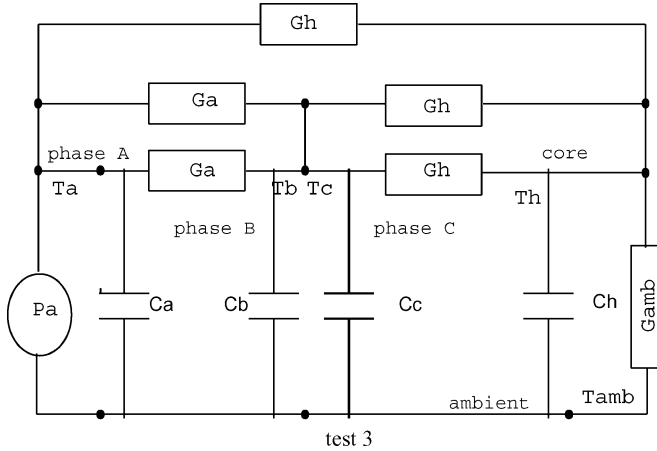 Gh
Ga
Gh
phase A
Ga
Gh
core
Ta
Tb Tc
Th
phase B
phase C
Pa
Ca
Cb
Cc
Ch
Gamb
ambient
Tamb
test 3